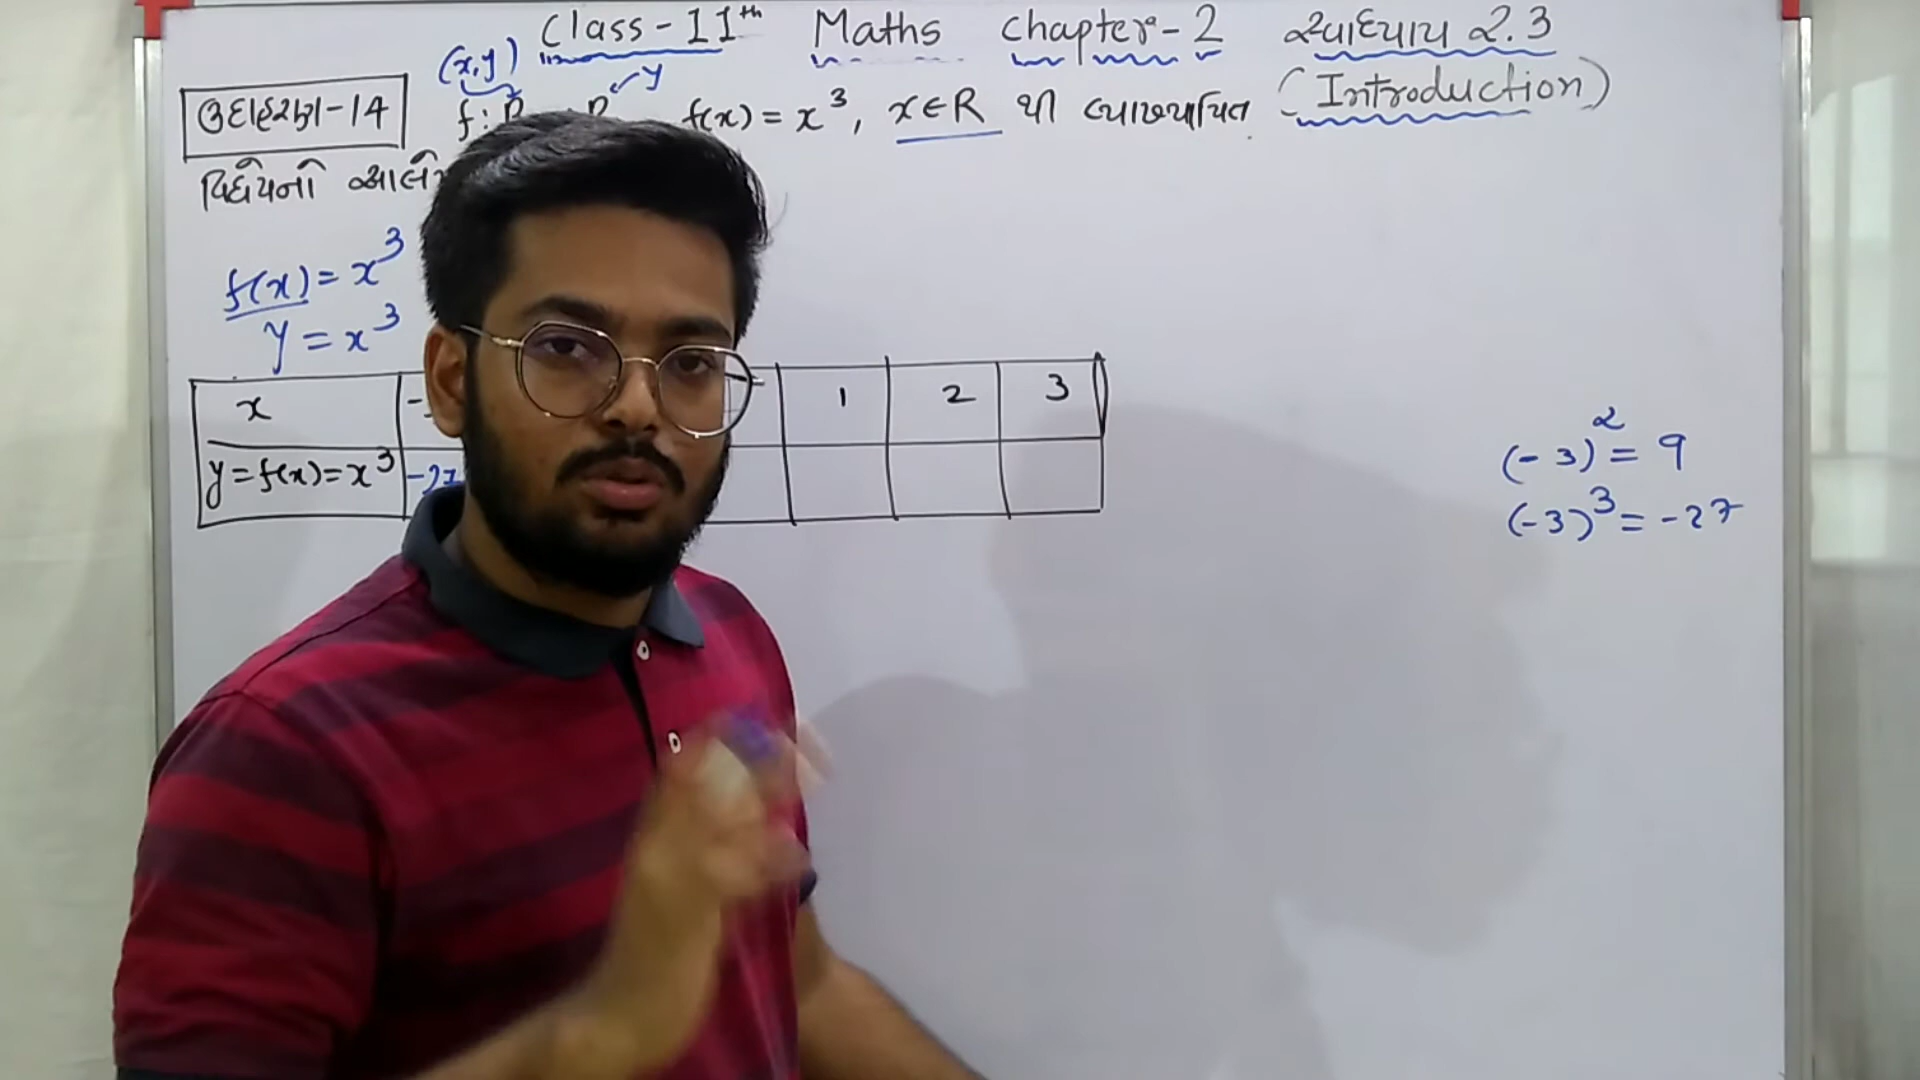 Class-11th Maths Chapter-2 સ્વાધ્યાય 2.3
(Introduction)
(x,y)
y
ઉદાહરણ-14 f: R R f(x) = x³, x∈R થી વ્યાખ્યાયિત
વિધેયનો
f(x) = x³
y = x³
x 1 2 3
y=f(x)=x³ -27
(-3)² = 9
(-3)³ = -27